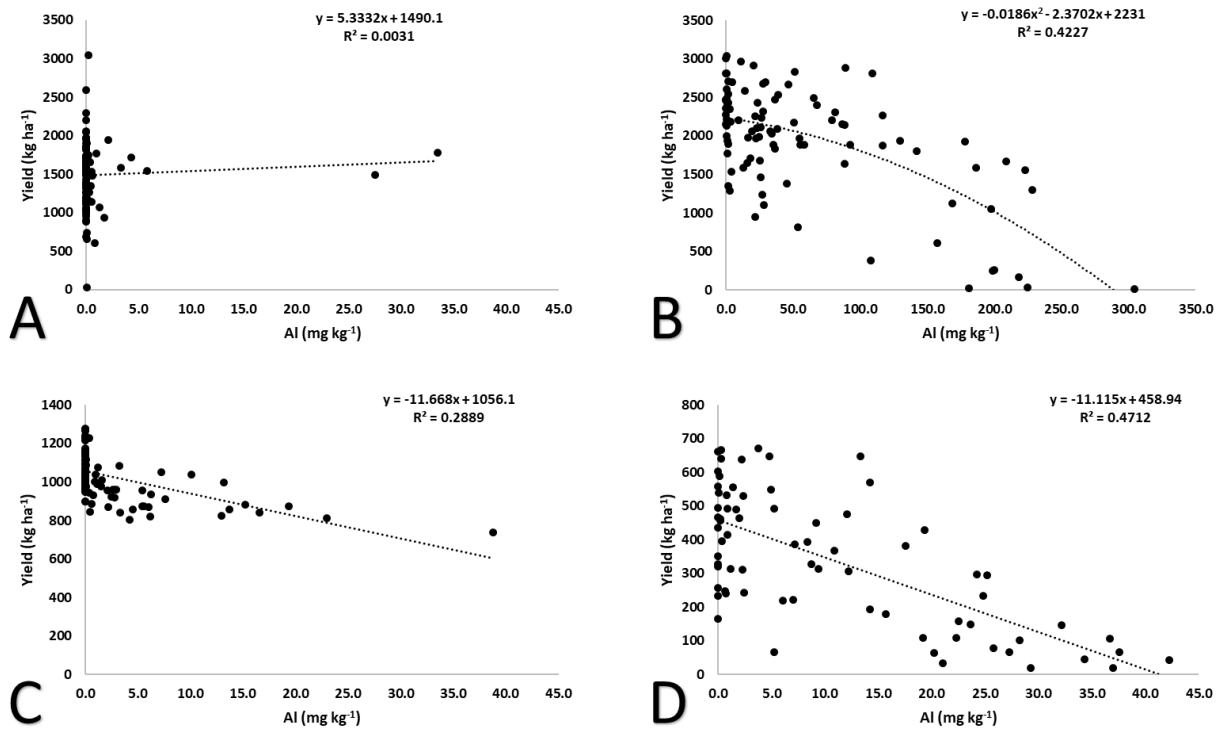 y = 5.3332x + 1490.1
R² = 0.0031
Yield (kg ha⁻¹)
3500
3000
2500
2000
1500
1000
500
0
0.0 5.0 10.0 15.0 20.0 25.0 30.0 35.0 40.0 45.0
Al (mg kg⁻¹)
A
y = -0.0186x² - 2.3702x + 2231
R² = 0.4227
Yield (kg ha⁻¹)
3500
3000
2500
2000
1500
1000
500
0
0.0 50.0 100.0 150.0 200.0 250.0 300.0 350.0
Al (mg kg⁻¹)
B
y = -11.668x + 1056.1
R² = 0.2889
Yield (kg ha⁻¹)
1400
1200
1000
800
600
400
200
0
0.0 5.0 10.0 15.0 20.0 25.0 30.0 35.0 40.0 45.0
Al (mg kg⁻¹)
C
y = -11.115x + 458.94
R² = 0.4712
Yield (kg ha⁻¹)
800
700
600
500
400
300
200
100
0
0.0 5.0 10.0 15.0 20.0 25.0 30.0 35.0 40.0 45.0
Al (mg kg⁻¹)
D